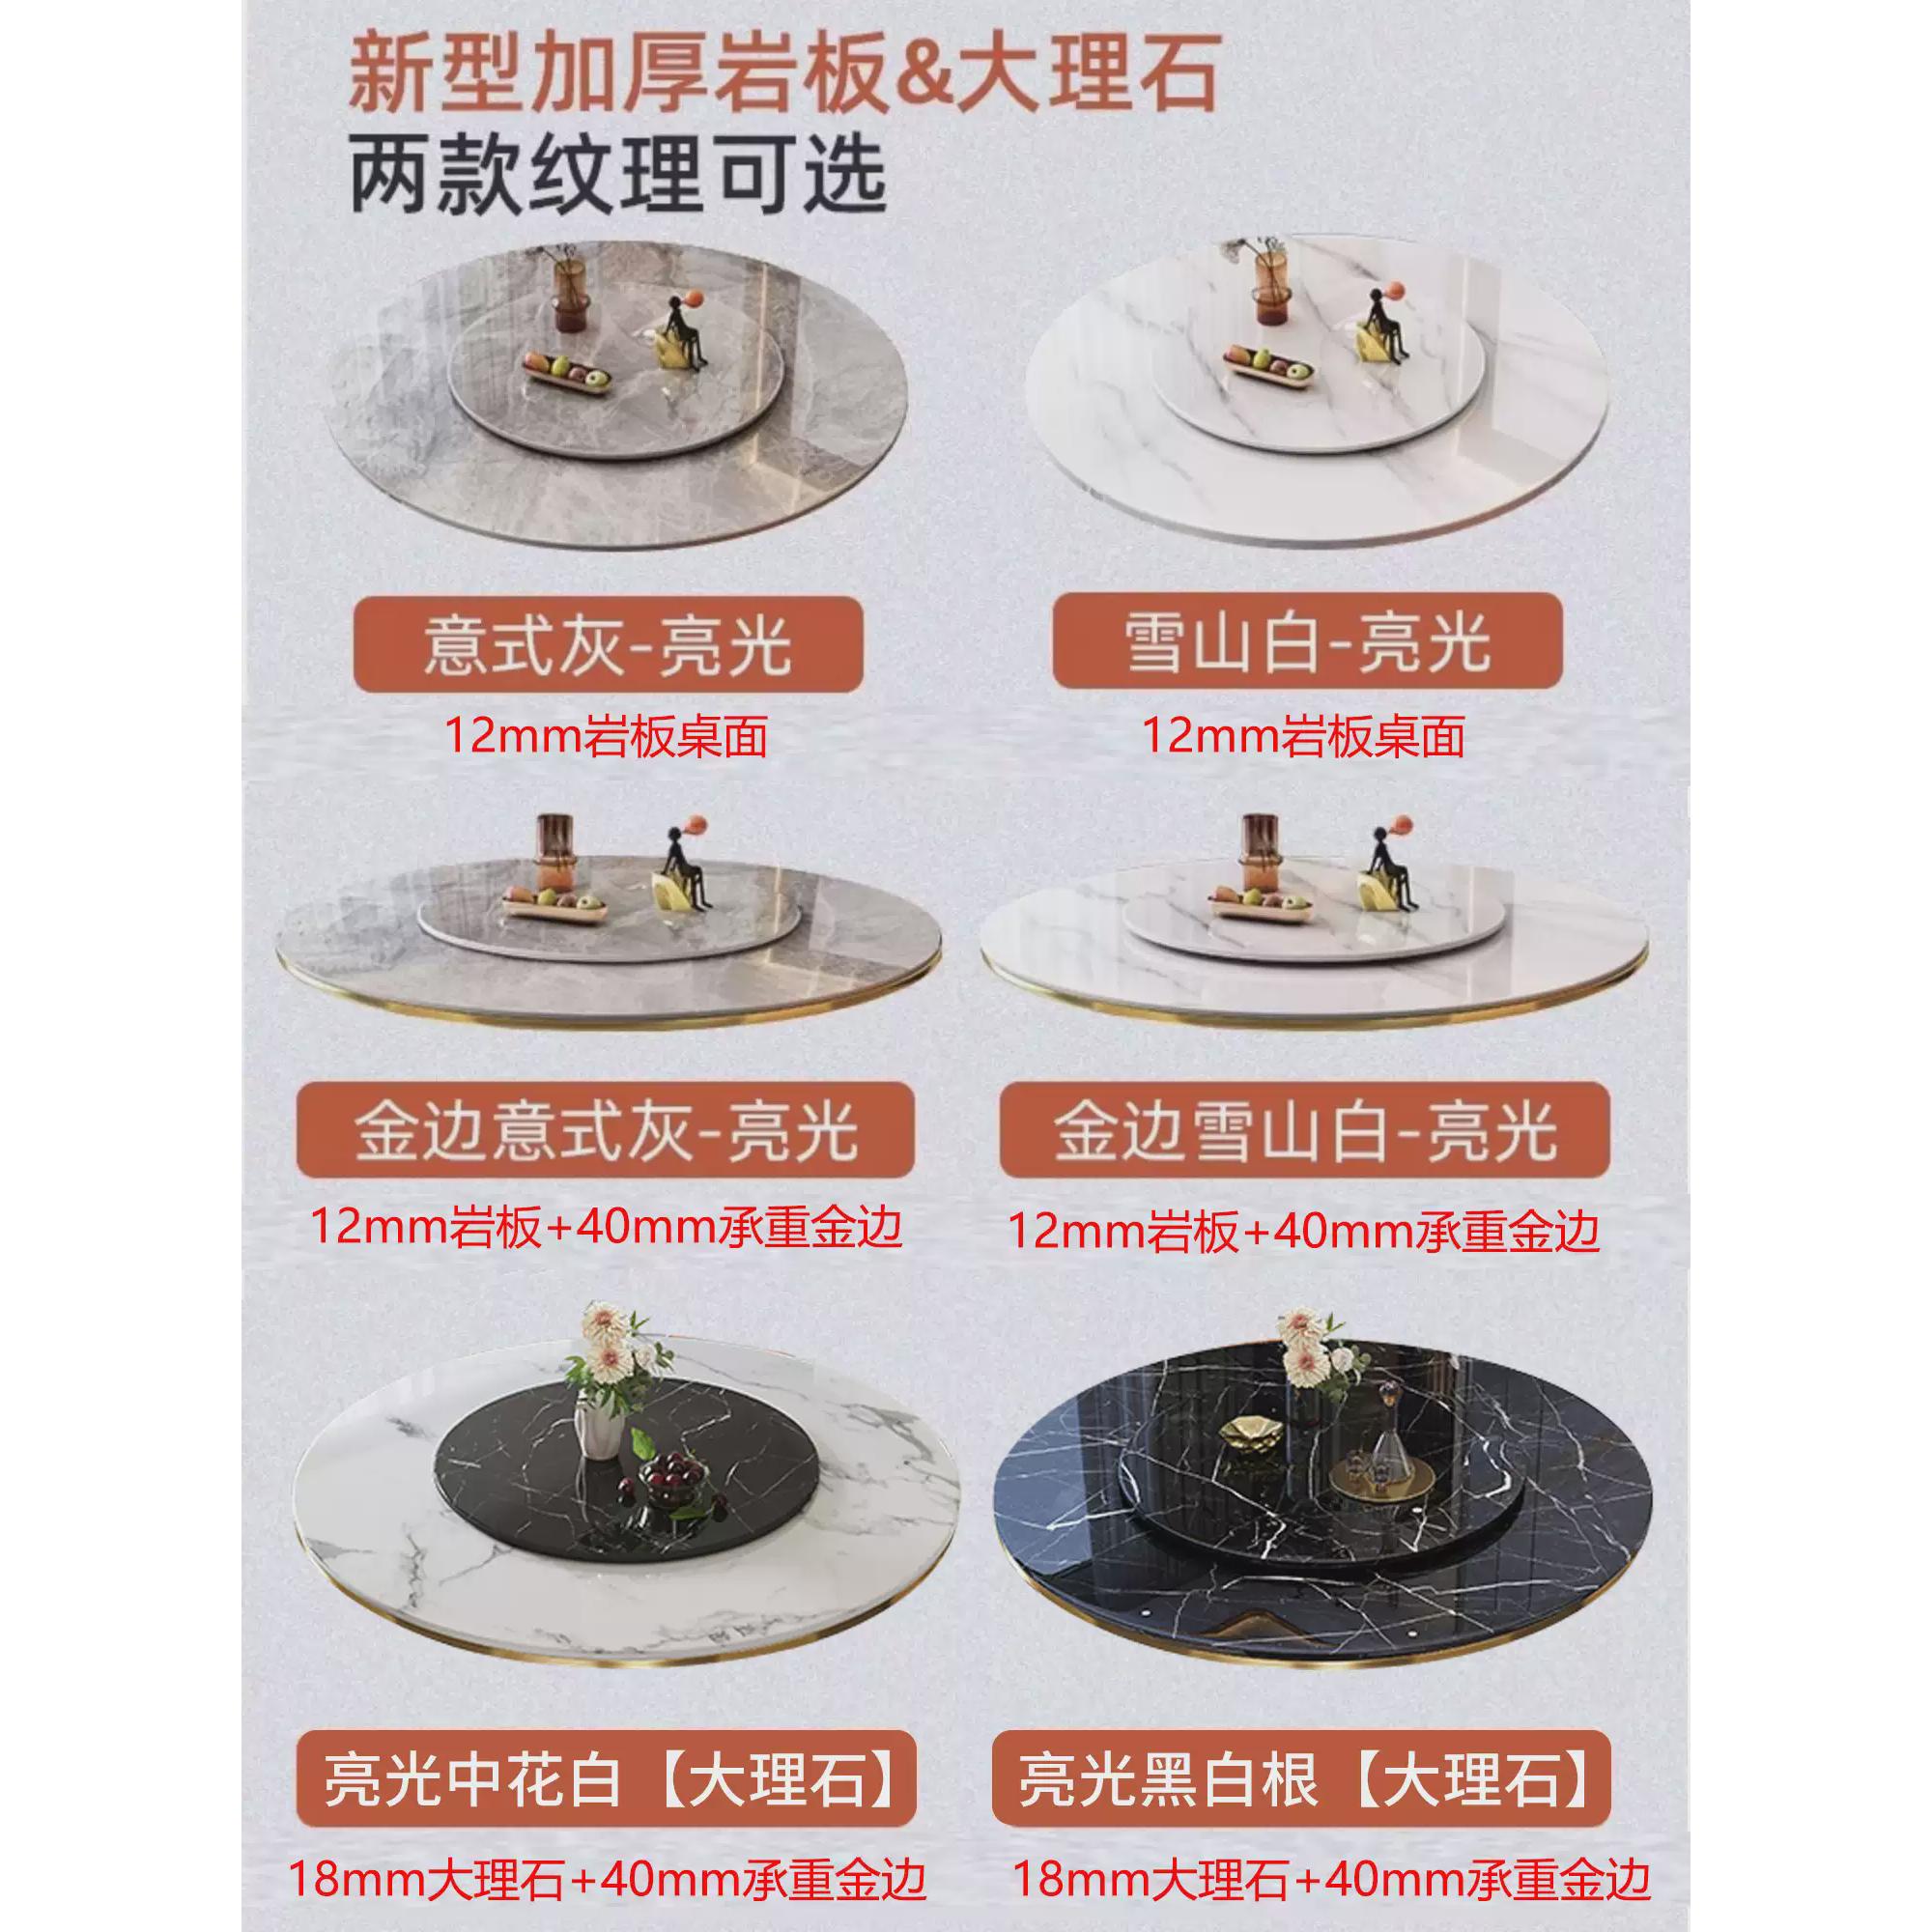 新型加厚岩板&大理石
两款纹理可选
意式灰-亮光
雪山白-亮光
12mm岩板桌面
12mm岩板桌面
金边意式灰-亮光
金边雪山白-亮光
12mm岩板+40mm承重金边
12mm岩板+40mm承重金边
亮光中花白【大理石】
亮光黑白根【大理石】
18mm大理石+40mm承重金边
18mm大理石+40mm承重金边